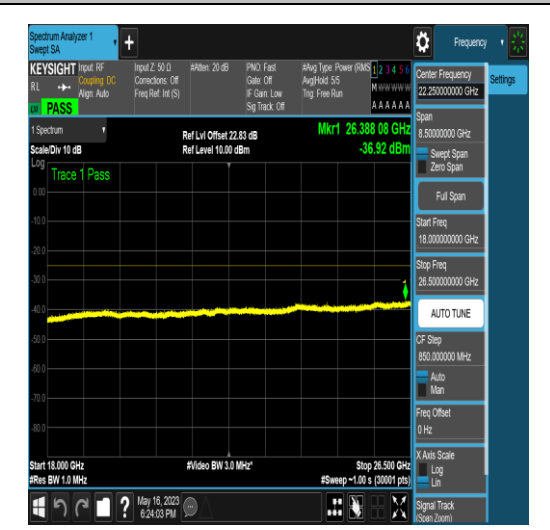 Spectrum Analyzer 1
Swept SA
+
Frequency
KEYSIGHT
RL
PASS
Input: RF
Coupling: DC
Align: Auto
Input Z: 50 Ω
Corrections: Off
Freq Ref: Int (S)
#Atten: 20 dB
PNO: Fast
Gate: Off
IF Gain: Low
Sig Track: Off
#Avg Type: Power (RMS
Avg|Hold: 5/5
Trig: Free Run
1 2 3 4 5 6
M w w w w w
A A A A A A
Center Frequency
22.250000000 GHz
Settings
1 Spectrum
Scale/Div 10 dB
Ref Lvl Offset 22.83 dB
Ref Level 10.00 dBm
Mkr1 26.388 08 GHz
-36.92 dBm
Span
8.50000000 GHz
Swept Span
Zero Span
Full Span
Start Freq
18.000000000 GHz
Stop Freq
26.500000000 GHz
AUTO TUNE
CF Step
850.000000 MHz
Auto
Man
Freq Offset
0 Hz
X Axis Scale
Log
Lin
Signal Track
(Span Zoom)
Log
Trace 1 Pass
0.00
-10.0
-20.0
-30.0
-40.0
-50.0
-60.0
-70.0
-80.0
1
Start 18.000 GHz
#Res BW 1.0 MHz
#Video BW 3.0 MHz*
Stop 26.500 GHz
#Sweep ~1.00 s (30001 pts)
?
May 16, 2023
6:24:03 PM